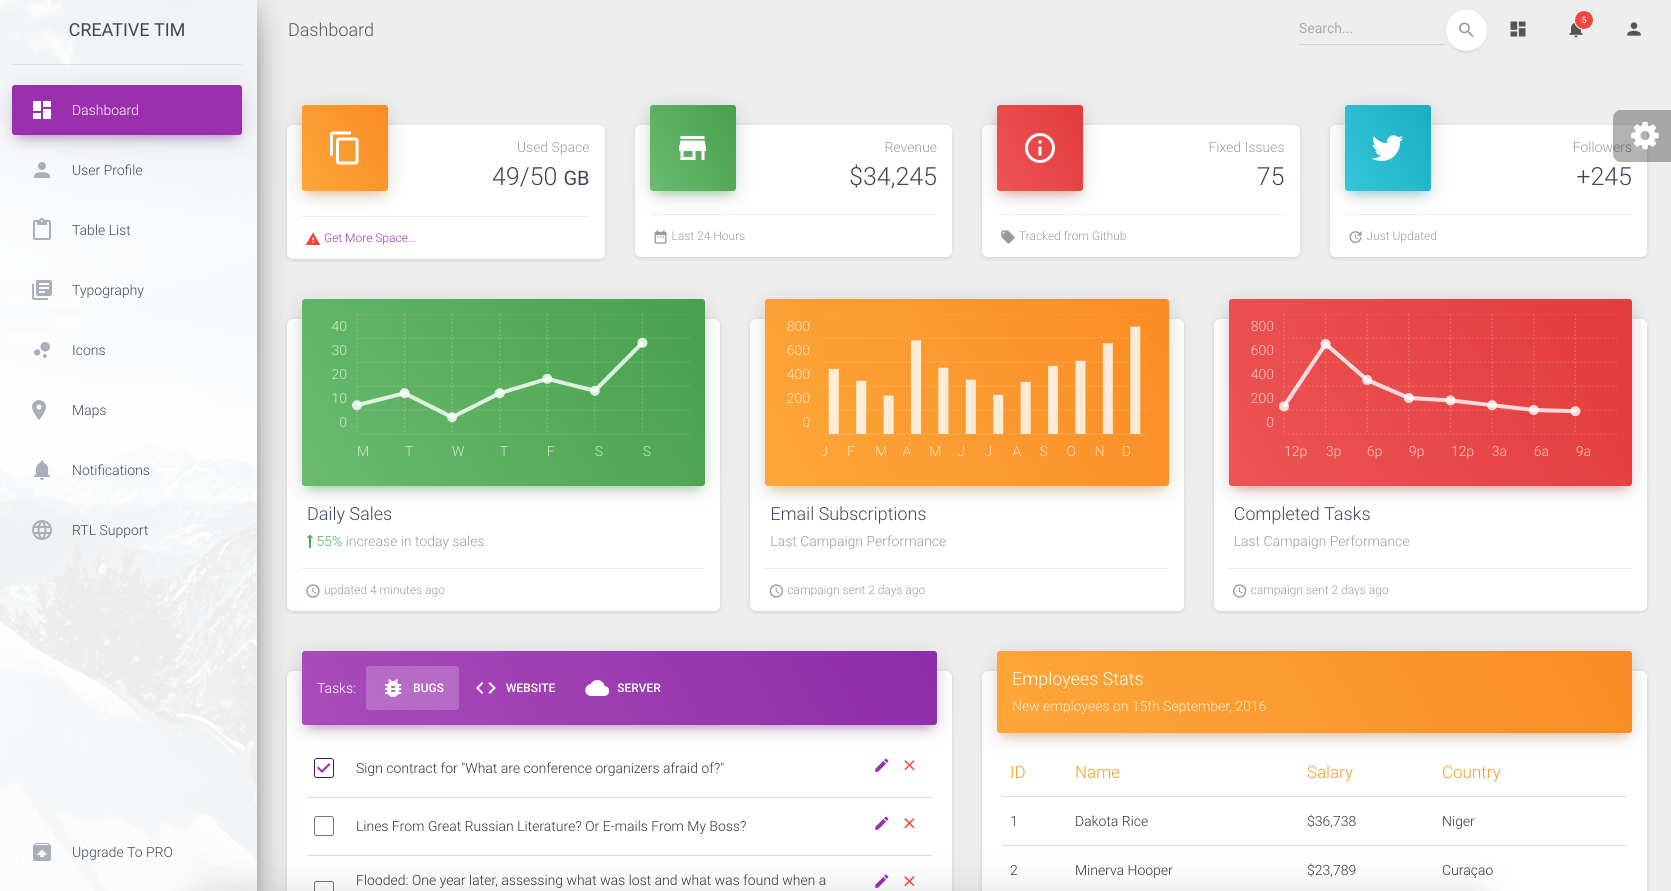 CREATIVE TIM
Dashboard
User Profile
Table List
Typography
Icons
Maps
Notifications
RTL Support
Upgrade To PRO
Dashboard
Search...
5
Used Space
49/50 GB
Get More Space...
Revenue
$34,245
Last 24 Hours
Fixed Issues
75
Tracked from Github
Followers
+245
Just Updated
40
30
20
10
0
M T W T F S S
Daily Sales
55% increase in today sales.
updated 4 minutes ago
800
600
400
200
0
J F M A M J J A S O N D
Email Subscriptions
Last Campaign Performance
campaign sent 2 days ago
800
600
400
200
0
12p 3p 6p 9p 12p 3a 6a 9a
Completed Tasks
Last Campaign Performance
campaign sent 2 days ago
Tasks: BUGS WEBSITE SERVER
Sign contract for "What are conference organizers afraid of?"
Lines From Great Russian Literature? Or E-mails From My Boss?
Flooded: One year later, assessing what was lost and what was found when a
Employees Stats
New employees on 15th September, 2016
ID Name Salary Country
1 Dakota Rice $36,738 Niger
2 Minerva Hooper $23,789 Curaçao